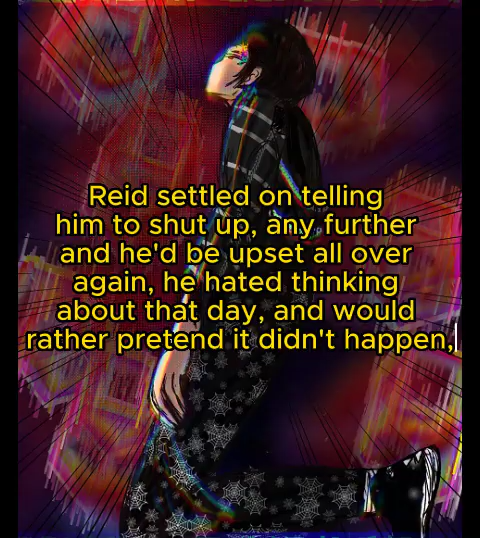 Reid settled on telling
him to shut up, any further
and he'd be upset all over
again, he hated thinking
about that day, and would
rather pretend it didn't happen,